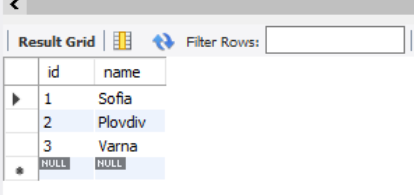 Result Grid Filter Rows:
id name
1 Sofia
2 Plovdiv
3 Varna
NULL NULL